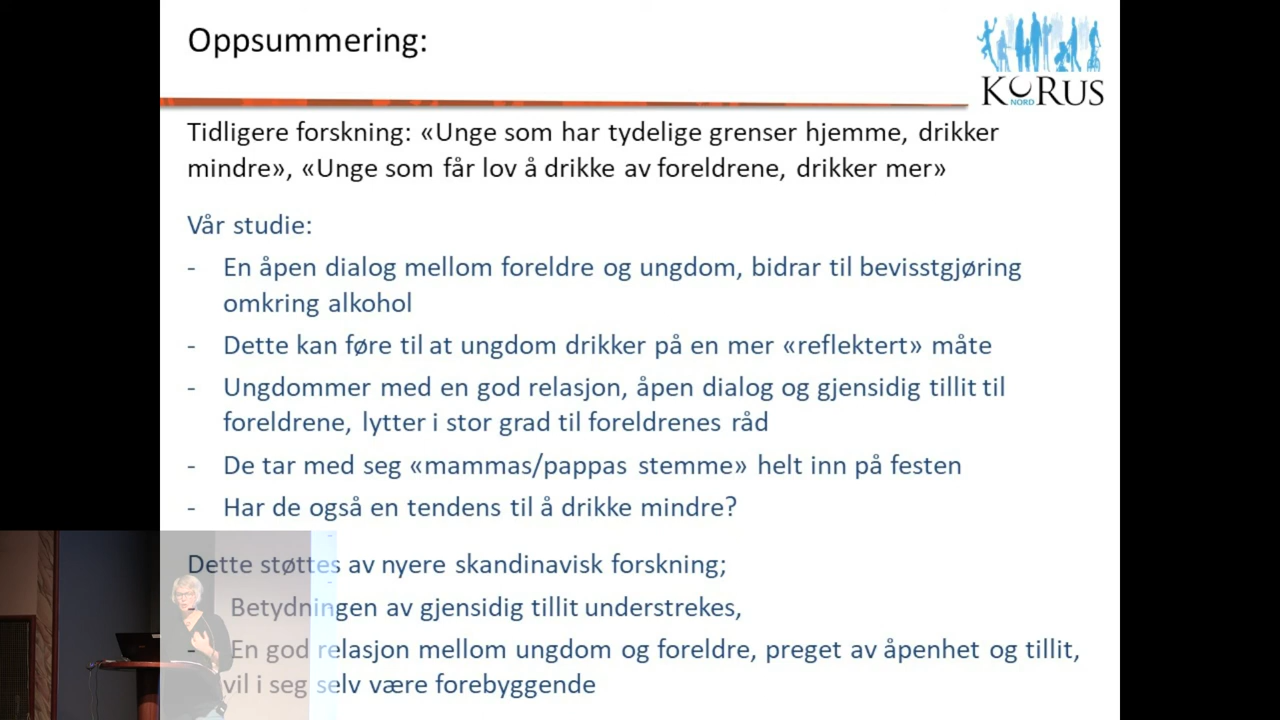 Oppsummering:
KoRUS
NORD
Tidligere forskning: «Unge som har tydelige grenser hjemme, drikker
mindre», «Unge som får lov å drikke av foreldrene, drikker mer»
Vår studie:
- En åpen dialog mellom foreldre og ungdom, bidrar til bevisstgjøring
omkring alkohol
- Dette kan føre til at ungdom drikker på en mer «reflektert» måte
- Ungdommer med en god relasjon, åpen dialog og gjensidig tillit til
foreldrene, lytter i stor grad til foreldrenes råd
- De tar med seg «mammas/pappas stemme» helt inn på festen
- Har de også en tendens til å drikke mindre?
Dette støttes av nyere skandinavisk forskning;
- Betydningen av gjensidig tillit understrekes,
- En god relasjon mellom ungdom og foreldre, preget av åpenhet og tillit,
vil i seg selv være forebyggende